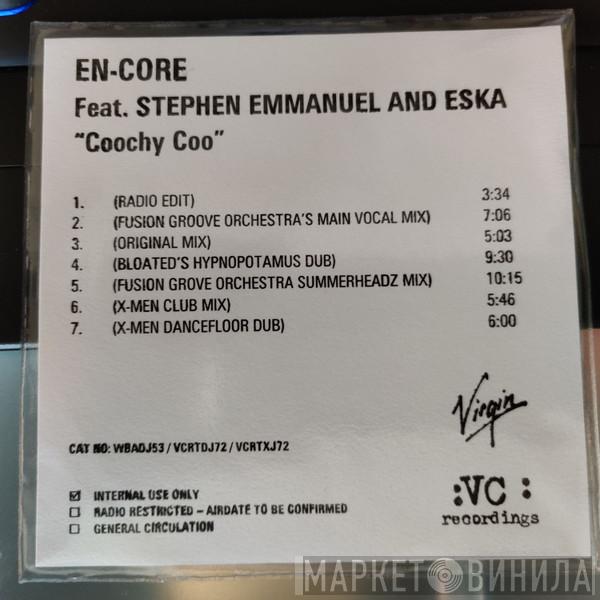 EN-CORE
Feat. STEPHEN EMMANUEL AND ESKA
"Coochy Coo"
1. (RADIO EDIT) 3:34
2. (FUSION GROOVE ORCHESTRA'S MAIN VOCAL MIX) 7:06
3. (ORIGINAL MIX) 5:03
4. (BLOATED'S HYPNOPOTAMUS DUB) 9:30
5. (FUSION GROVE ORCHESTRA SUMMERHEADZ MIX) 10:15
6. (X-MEN CLUB MIX) 5:46
7. (X-MEN DANCEFLOOR DUB) 6:00
Virgin
CAT NO: WBADJ53 / VCRTDJ72 / VCRTXJ72
INTERNAL USE ONLY
RADIO RESTRICTED – AIRDATE TO BE CONFIRMED
GENERAL CIRCULATION
:VC :
recordings
МАРКЕТ ВИНИЛА